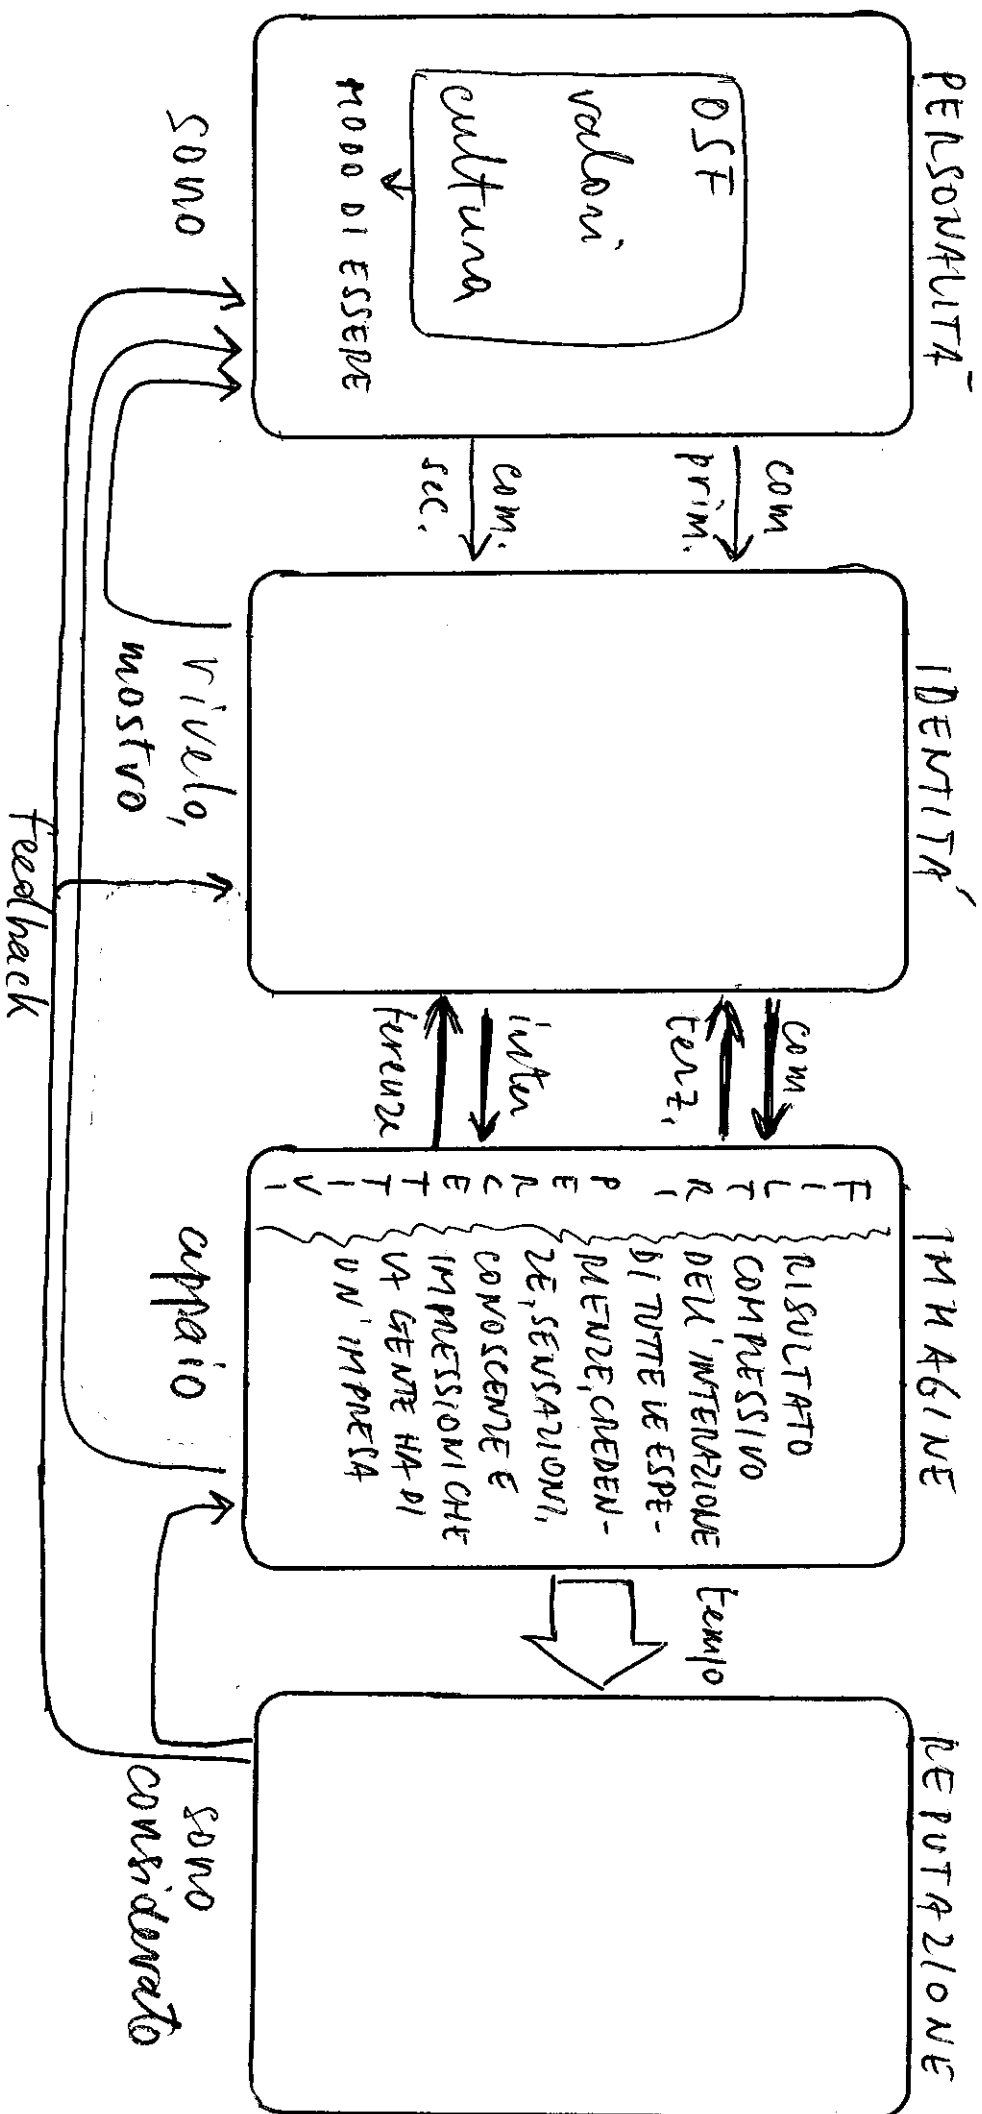 PERSONALITÀ
OSF
valori
cultura
MODO DI ESSERE
sono
com
prim.
com.
sec.
IDENTITÁ
rivelo,
mostro
com.
terz.
inter
ferenze
IMMAGINE
FILTRI PERCETTIVI
RISULTATO
COMPLESSIVO
DELL'INTERAZIONE
DI TUTTE LE ESPE-
RIENZE, CREDEN-
ZE, SENSAZIONI,
CONOSCENZE E
IMPRESSIONI CHE
LA GENTE HA DI
UN'IMPRESA
appaio
tempo
REPUTAZIONE
sono
considerato
feedback